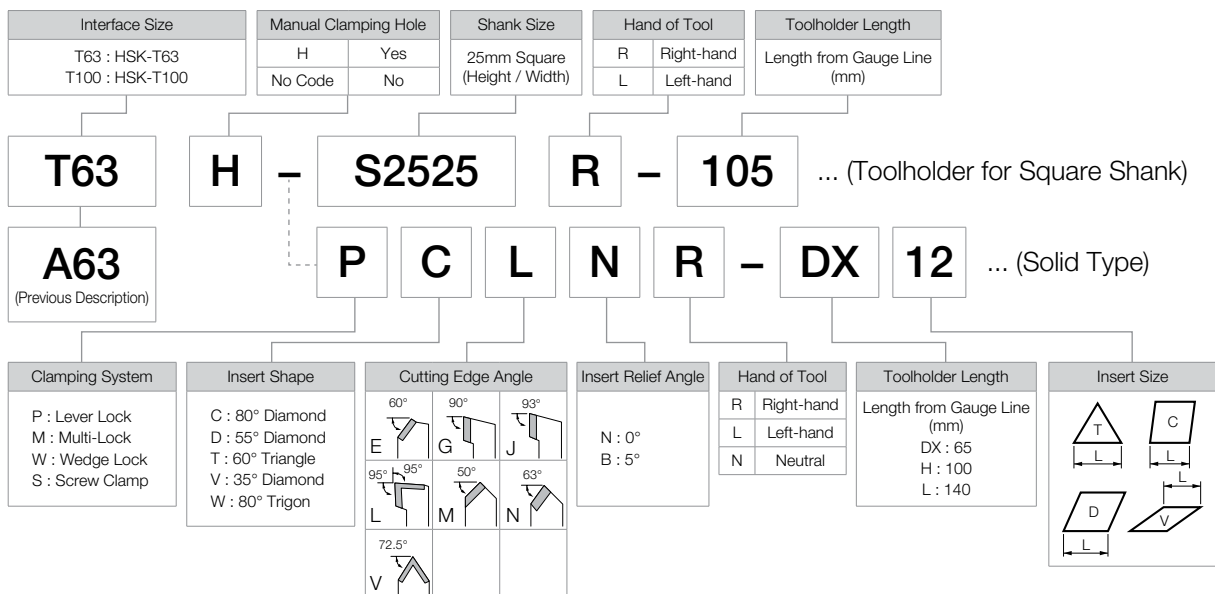 Interface Size
T63 : HSK-T63
T100 : HSK-T100
Manual Clamping Hole
H Yes
No Code No
Shank Size
25mm Square
(Height / Width)
Hand of Tool
R Right-hand
L Left-hand
Toolholder Length
Length from Gauge Line
(mm)
T63 H – S2525 R – 105 ... (Toolholder for Square Shank)
A63
(Previous Description)
P C L N R – DX 12 ... (Solid Type)
Clamping System
P : Lever Lock
M : Multi-Lock
W : Wedge Lock
S : Screw Clamp
Insert Shape
C : 80° Diamond
D : 55° Diamond
T : 60° Triangle
V : 35° Diamond
W : 80° Trigon
Cutting Edge Angle
60° 90° 93°
E G J
95° 95° 50° 63°
L M N
72.5°
V
Insert Relief Angle
N : 0°
B : 5°
Hand of Tool
R Right-hand
L Left-hand
N Neutral
Toolholder Length
Length from Gauge Line
(mm)
DX : 65
H : 100
L : 140
Insert Size
T C
L L
L
D V
L